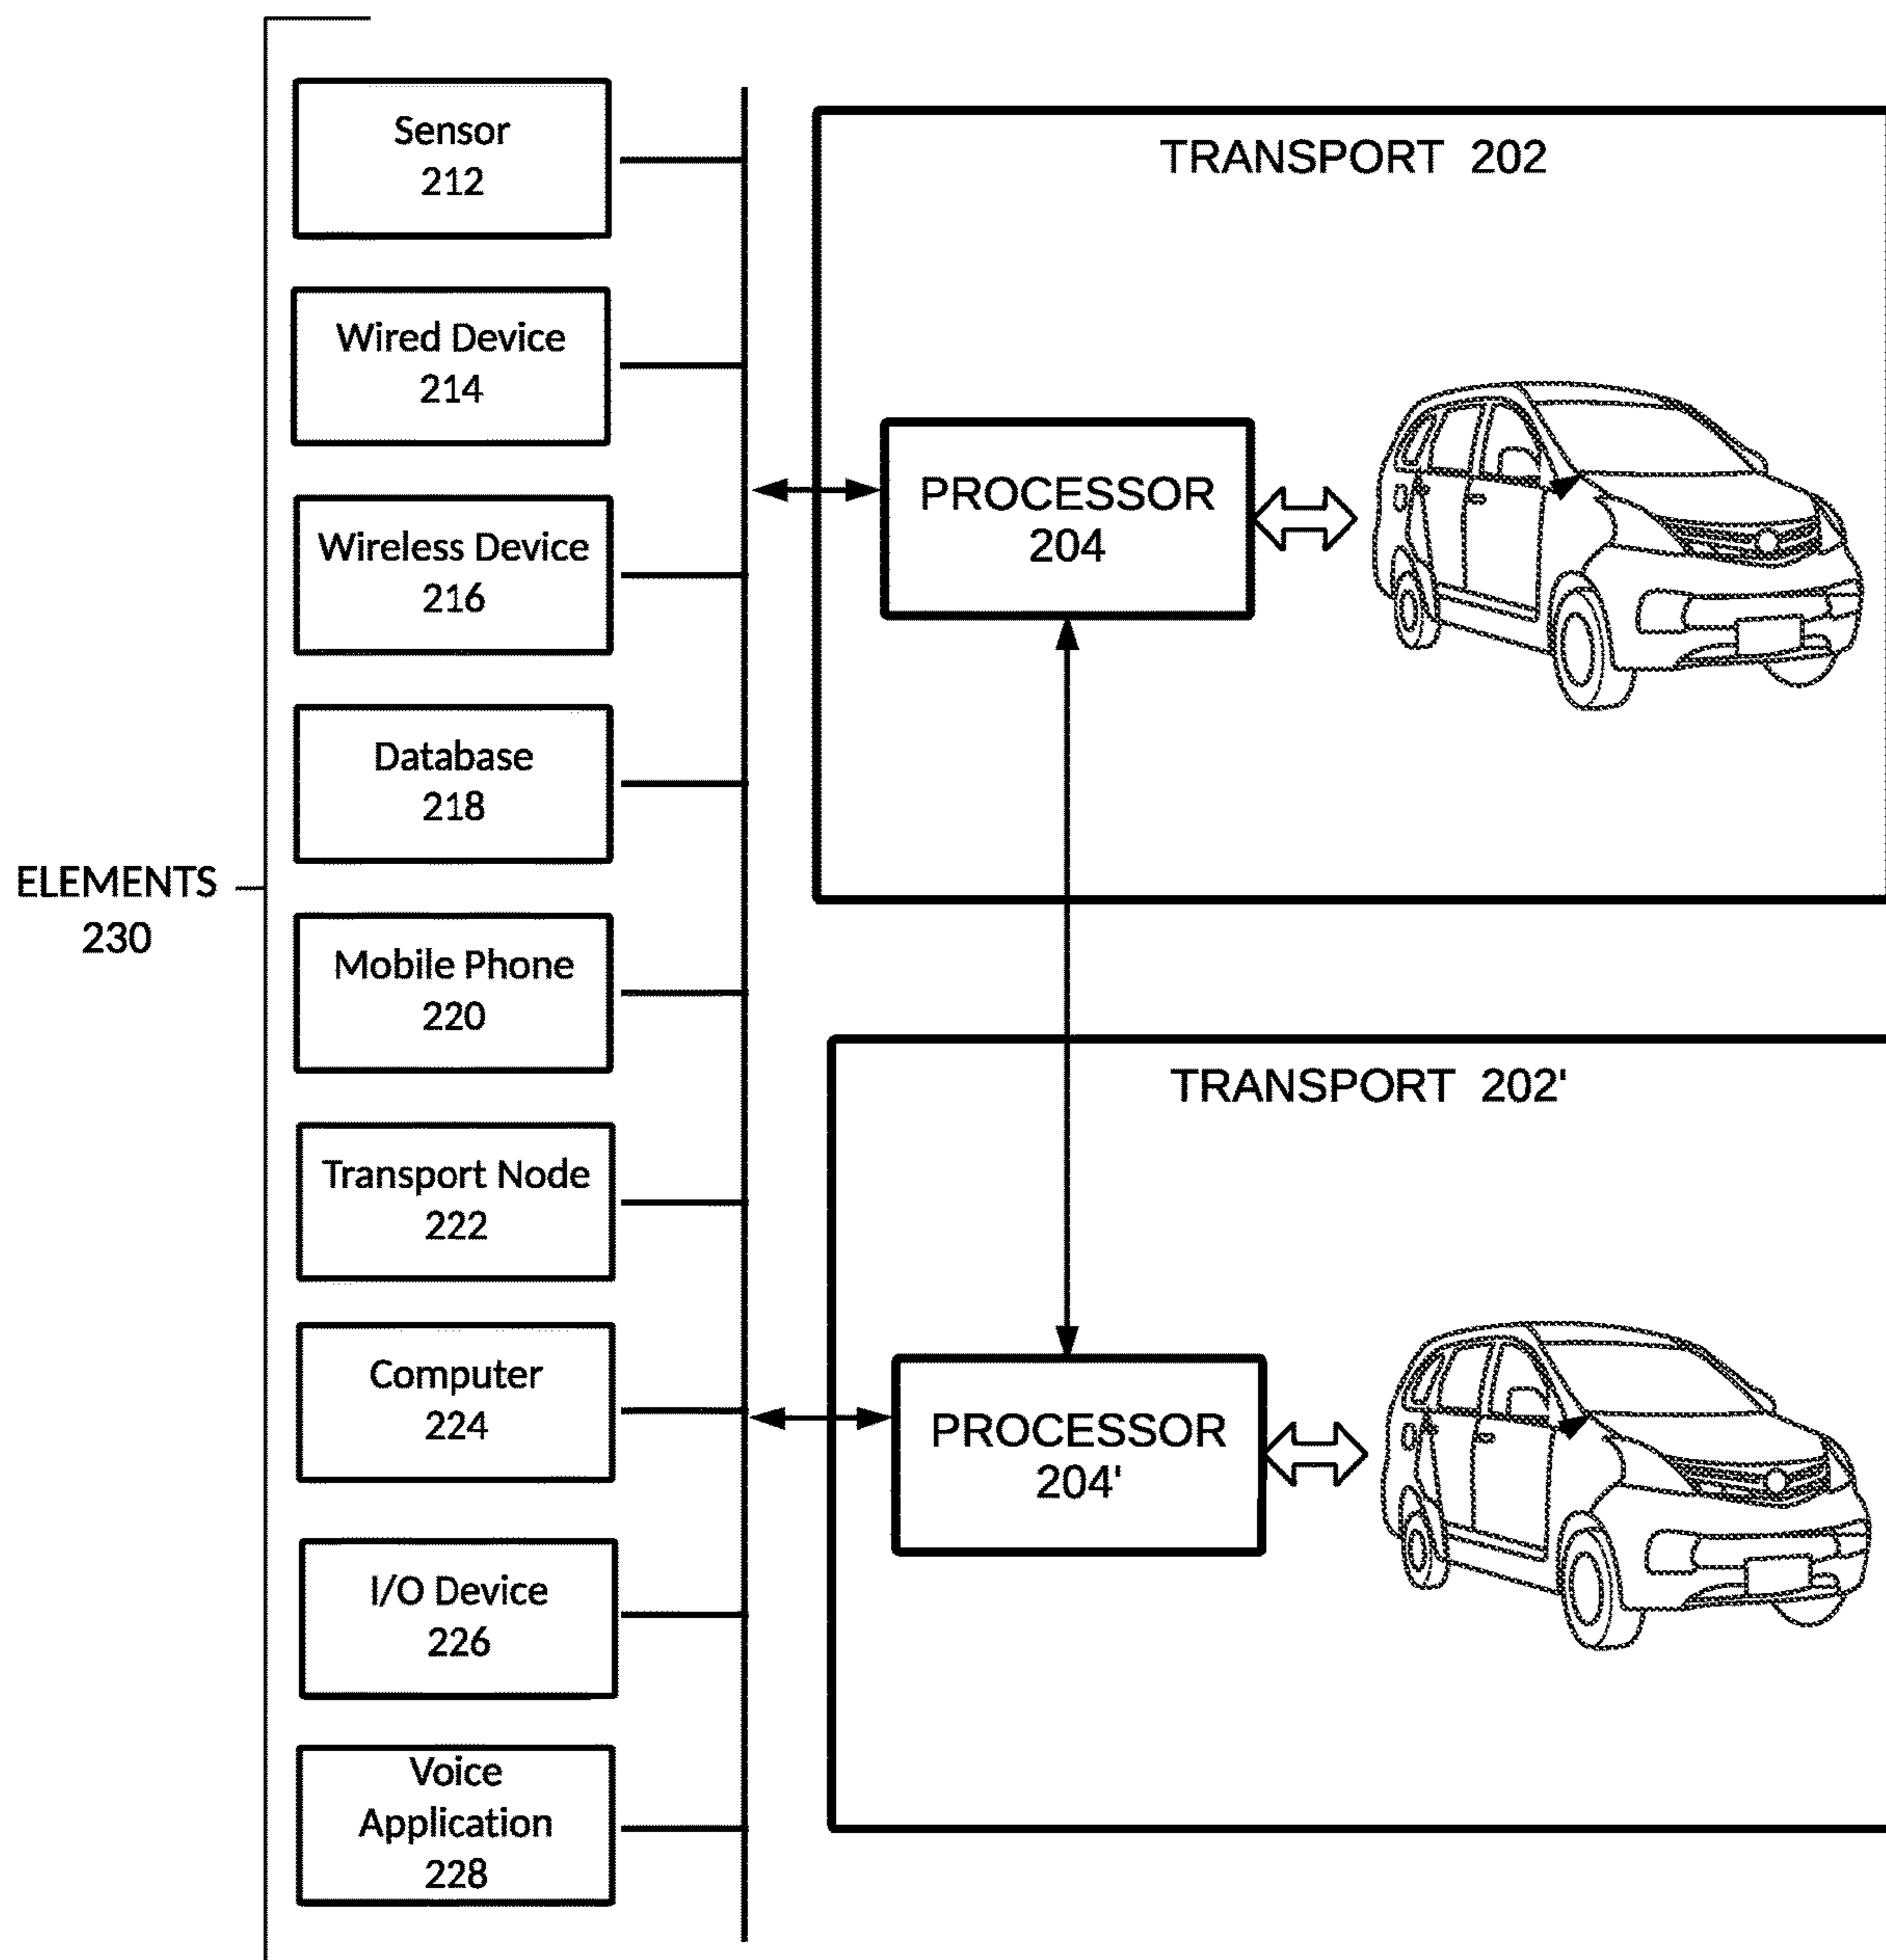 Sensor
212
Wired Device
214
Wireless Device
216
Database
218
ELEMENTS
230
Mobile Phone
220
Transport Node
222
Computer
224
I/O Device
226
Voice
Application
228
TRANSPORT 202
PROCESSOR
204
TRANSPORT 202'
PROCESSOR
204'